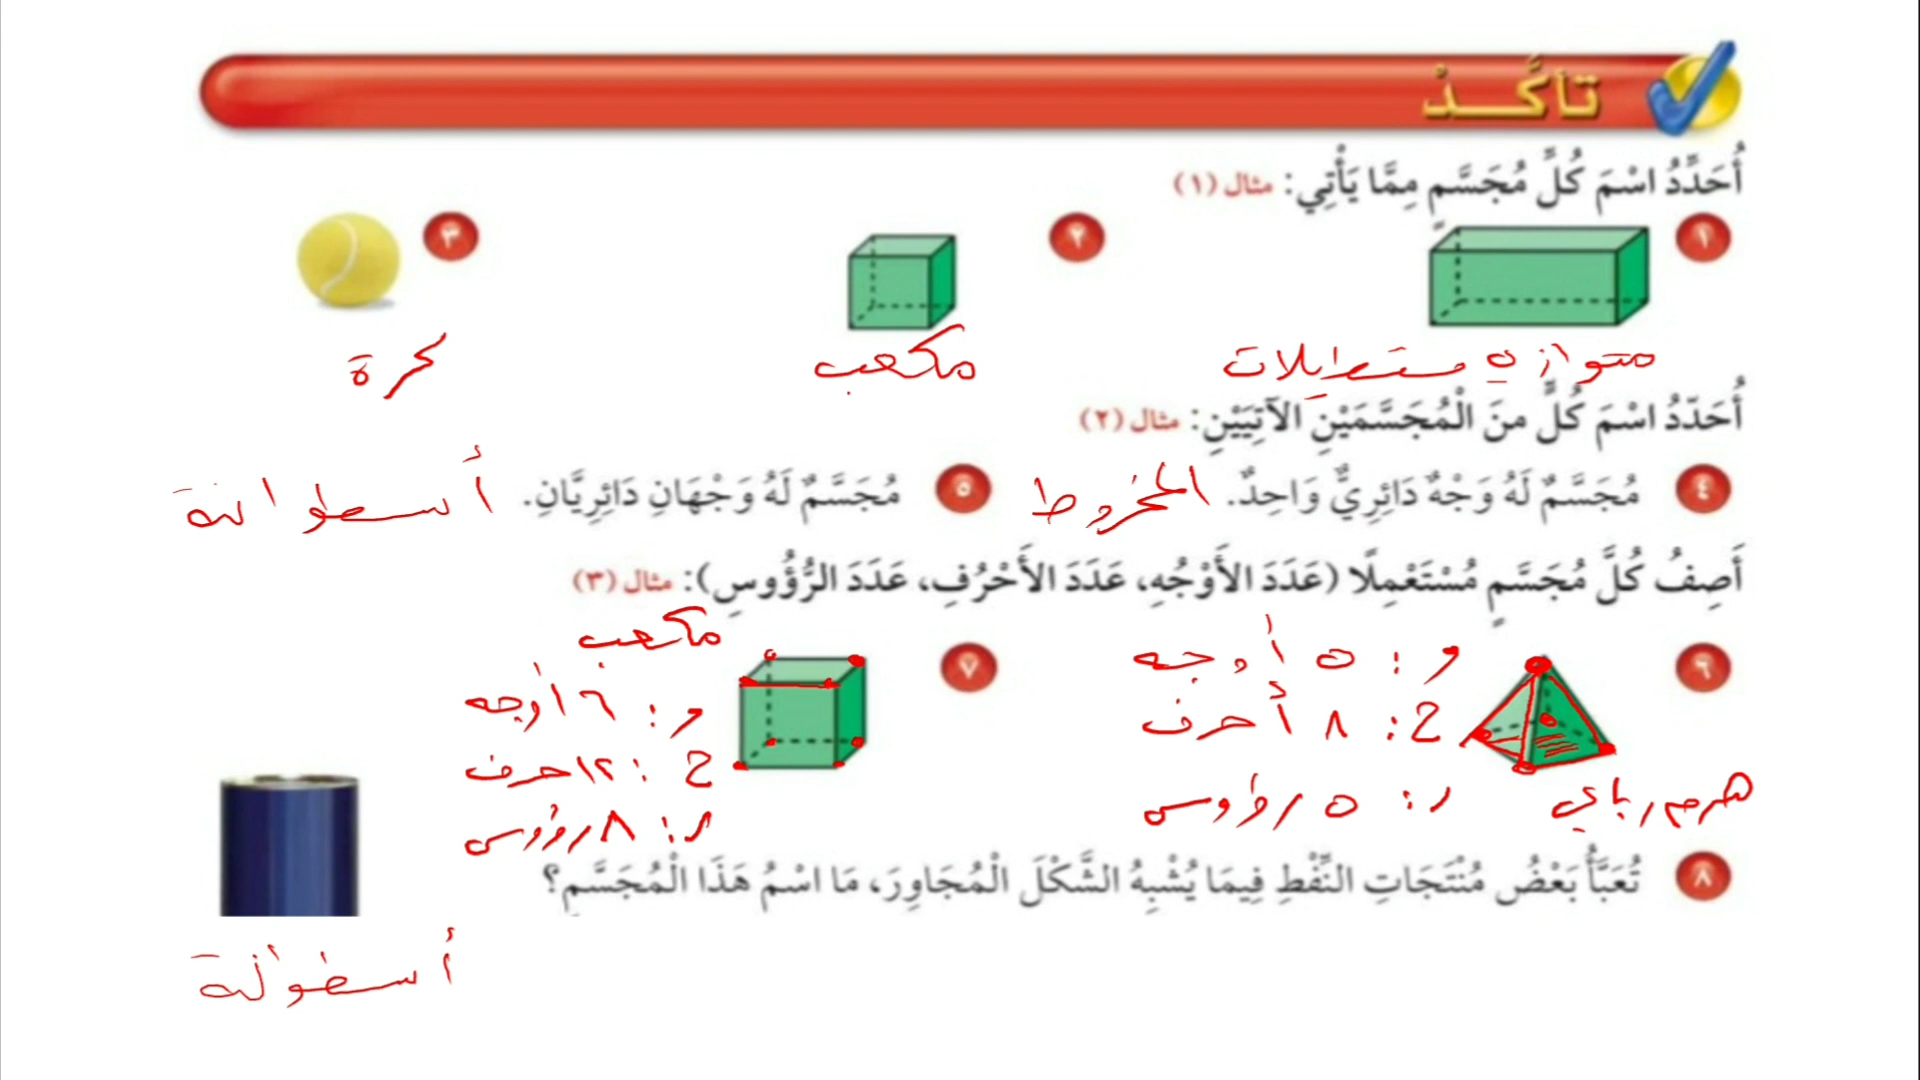 تأكَّدْ
أُحَدِّدُ اسْمَ كُلِّ مُجَسَّمٍ مِمَّا يَأْتِي: مثال (١)
١ ٢ ٣
متوازي مستطيلات مكعب كرة
أُحَدِّدُ اسْمَ كُلٍّ منَ الْمُجَسَّمَيْنِ الآتِيَيْنِ: مثال (٢)
٤ مُجَسَّمٌ لَهُ وَجْهٌ دَائِرِيٌّ وَاحِدٌ. المخروط ٥ مُجَسَّمٌ لَهُ وَجْهَانِ دَائِرِيَّانِ. أسطوانة
أَصِفُ كُلَّ مُجَسَّمٍ مُسْتَعْمِلًا (عَدَدَ الأَوْجُهِ، عَدَدَ الأَحْرُفِ، عَدَدَ الرُّؤُوسِ): مثال (٣)
٦
و : ٥ أوجه
ح : ٨ أحرف
ر : ٥ رؤوس
هرم رباعي
٧
مكعب
و : ٦ أوجه
ح : ١٢ حرف
ر : ٨ رؤوس
٨ تُعَبَّأُ بَعْضُ مُنْتَجَاتِ النِّفْطِ فِيمَا يُشْبِهُ الشَّكْلَ الْمُجَاوِرَ، مَا اسْمُ هَذَا الْمُجَسَّمِ؟
أسطوانة